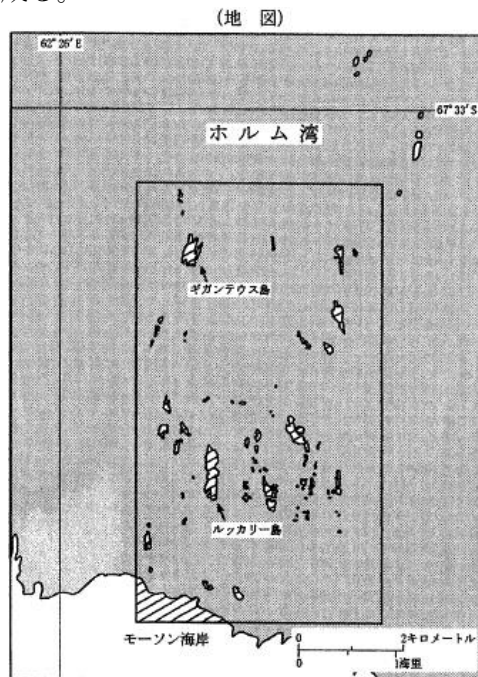 (地 図)
62°26′E
67°33′S
ホルム湾
ギガンテウス島
ルッカリー島
モーソン海岸
0 2キロメートル
0 1海里